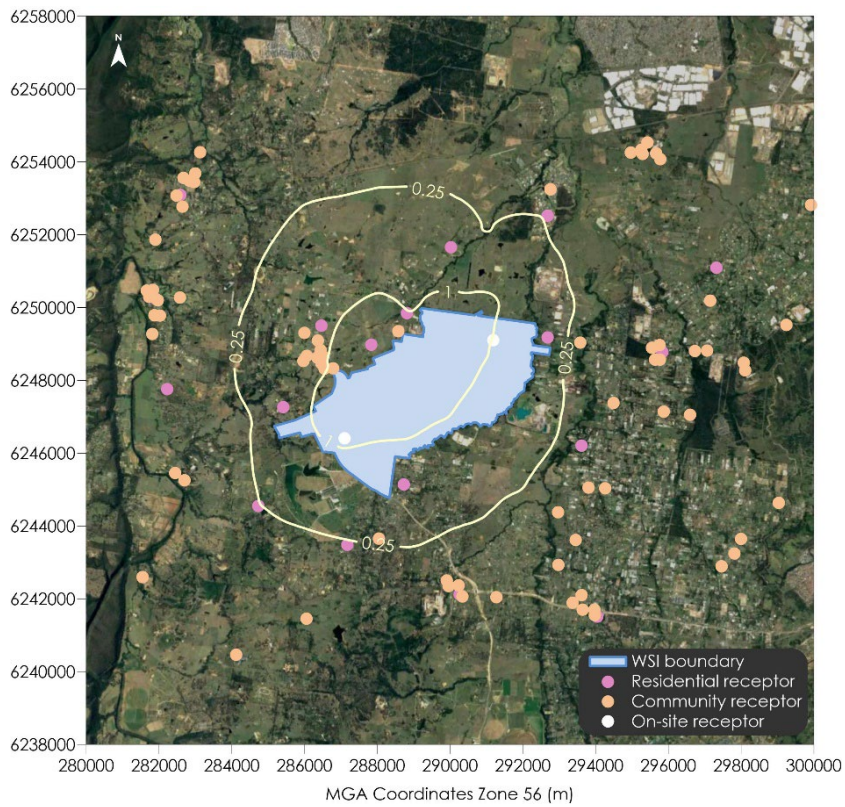 6258000
N
6256000
6254000
0.25
6252000
6250000
1
0.25
0.25
6248000
1
6246000
6244000
0.25
6242000
WSI boundary
Residential receptor
6240000
Community receptor
On-site receptor
6238000
280000 282000 284000 286000 288000 290000 292000 294000 296000 298000 300000
MGA Coordinates Zone 56 (m)